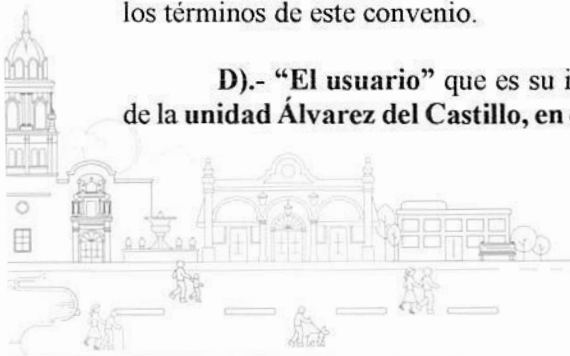 los términos de este convenio.
D).- “El usuario” que es su
de la unidad Álvarez del Castillo, en